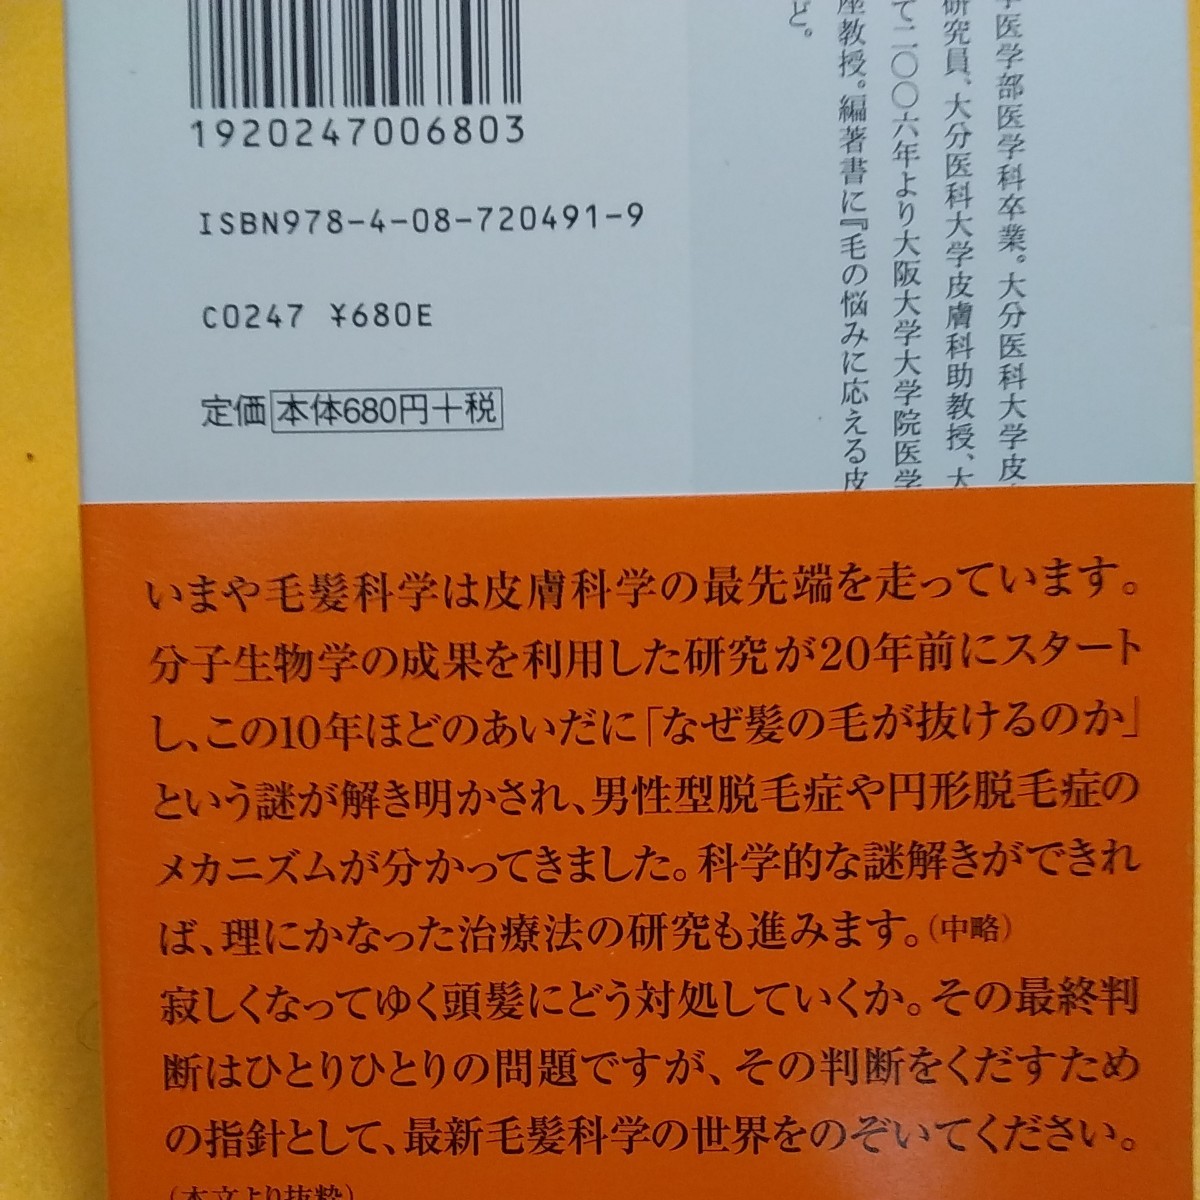 1920247006803
ISBN978-4-08-720491-9
C0247 ¥680E
定価 本体680円+税
学医学部医学科卒業。大分医科大学皮
研究員、大分医科大学皮膚科助教授、大
て二〇〇六年より大阪大学大学院医学
座教授。編著書に『毛の悩みに応える皮
ど。
いまや毛髪科学は皮膚科学の最先端を走っています。
分子生物学の成果を利用した研究が20年前にスタート
し、この10年ほどのあいだに「なぜ髪の毛が抜けるのか」
という謎が解き明かされ、男性型脱毛症や円形脱毛症の
メカニズムが分かってきました。科学的な謎解きができれ
ば、理にかなった治療法の研究も進みます。（中略）
寂しくなってゆく頭髪にどう対処していくか。その最終判
断はひとりひとりの問題ですが、その判断をくだすため
の指針として、最新毛髪科学の世界をのぞいてください。
（本文より抜粋）